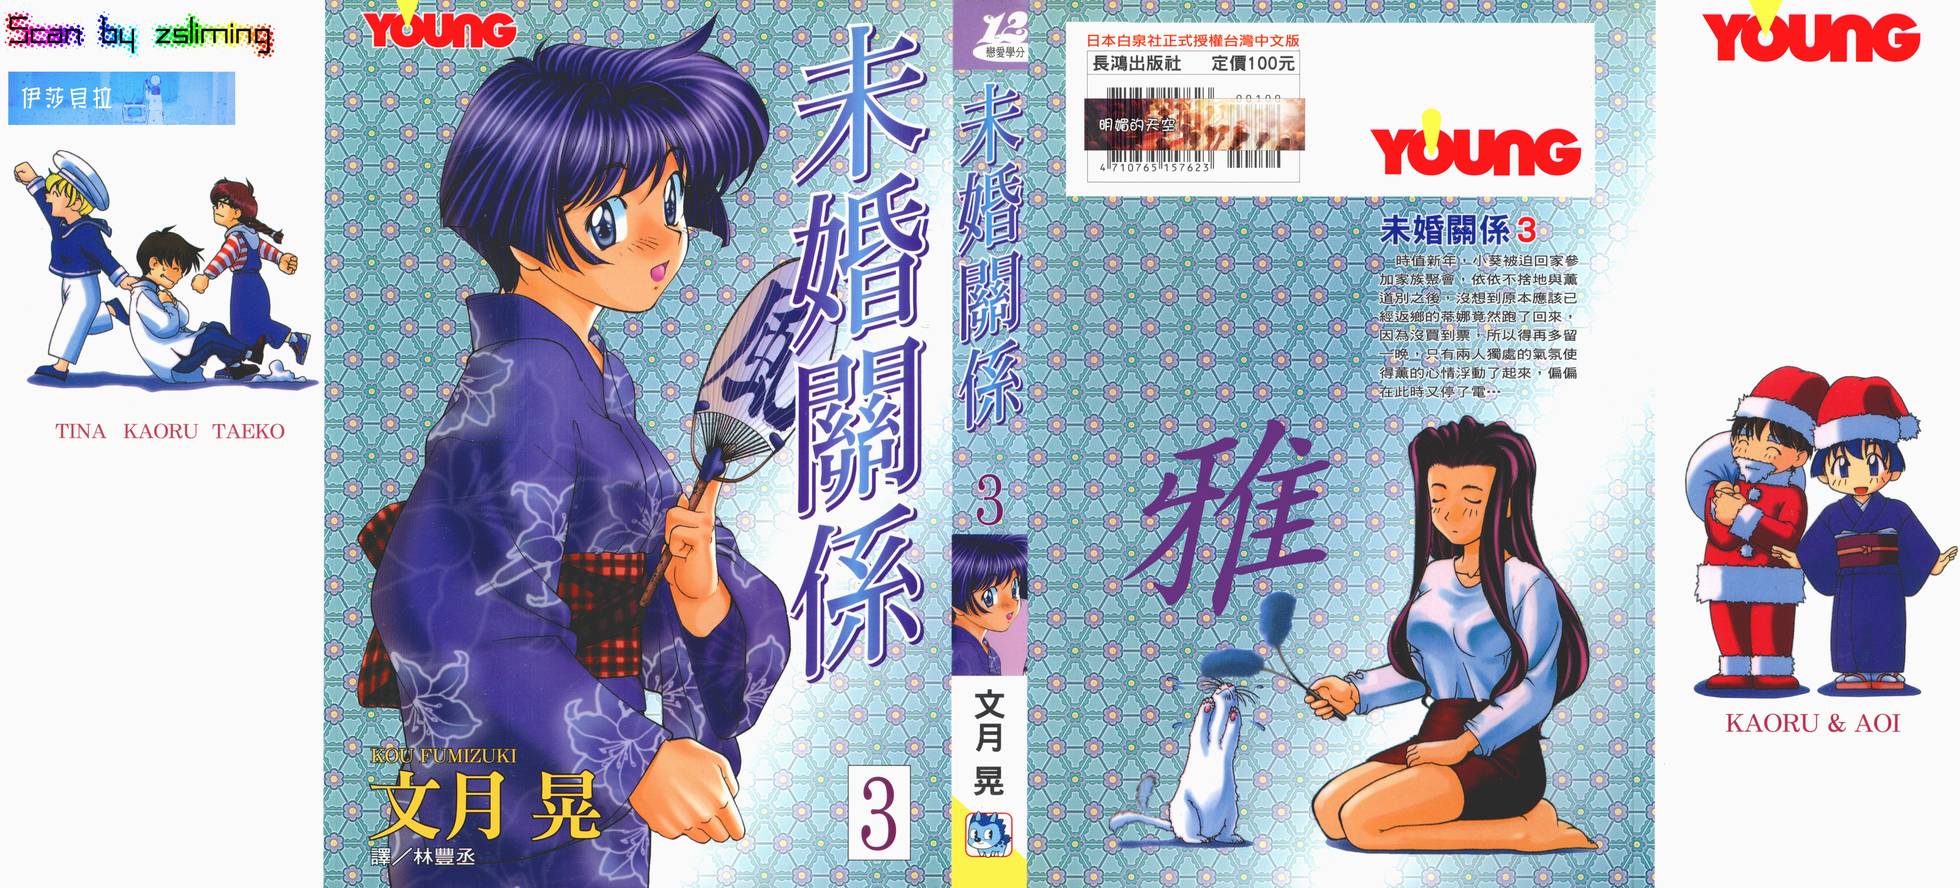 Scan by zsliming
伊莎貝拉
TINA KAORU TAEKO
YOUNG
未婚關係
風
KOU FUMIZUKI
文月 晃
譯／林豐丞
3
12
戀愛學分
未婚關係
3
文月 晃
日本白泉社正式授權台灣中文版
長鴻出版社 定價100元
00100
明媚的天空
4 710765 157623
YOUNG
未婚關係 3
時值新年，小葵被迫回家參
加家族聚會，依依不捨地與薰
道別之後，沒想到原本應該已
經返鄉的蒂娜竟然跑了回來，
因為沒買到票，所以得再多留
一晚，只有兩人獨處的氣氛使
得薰的心情浮動了起來，偏偏
在此時又停了電…
雅
YOUNG
KAORU & AOI